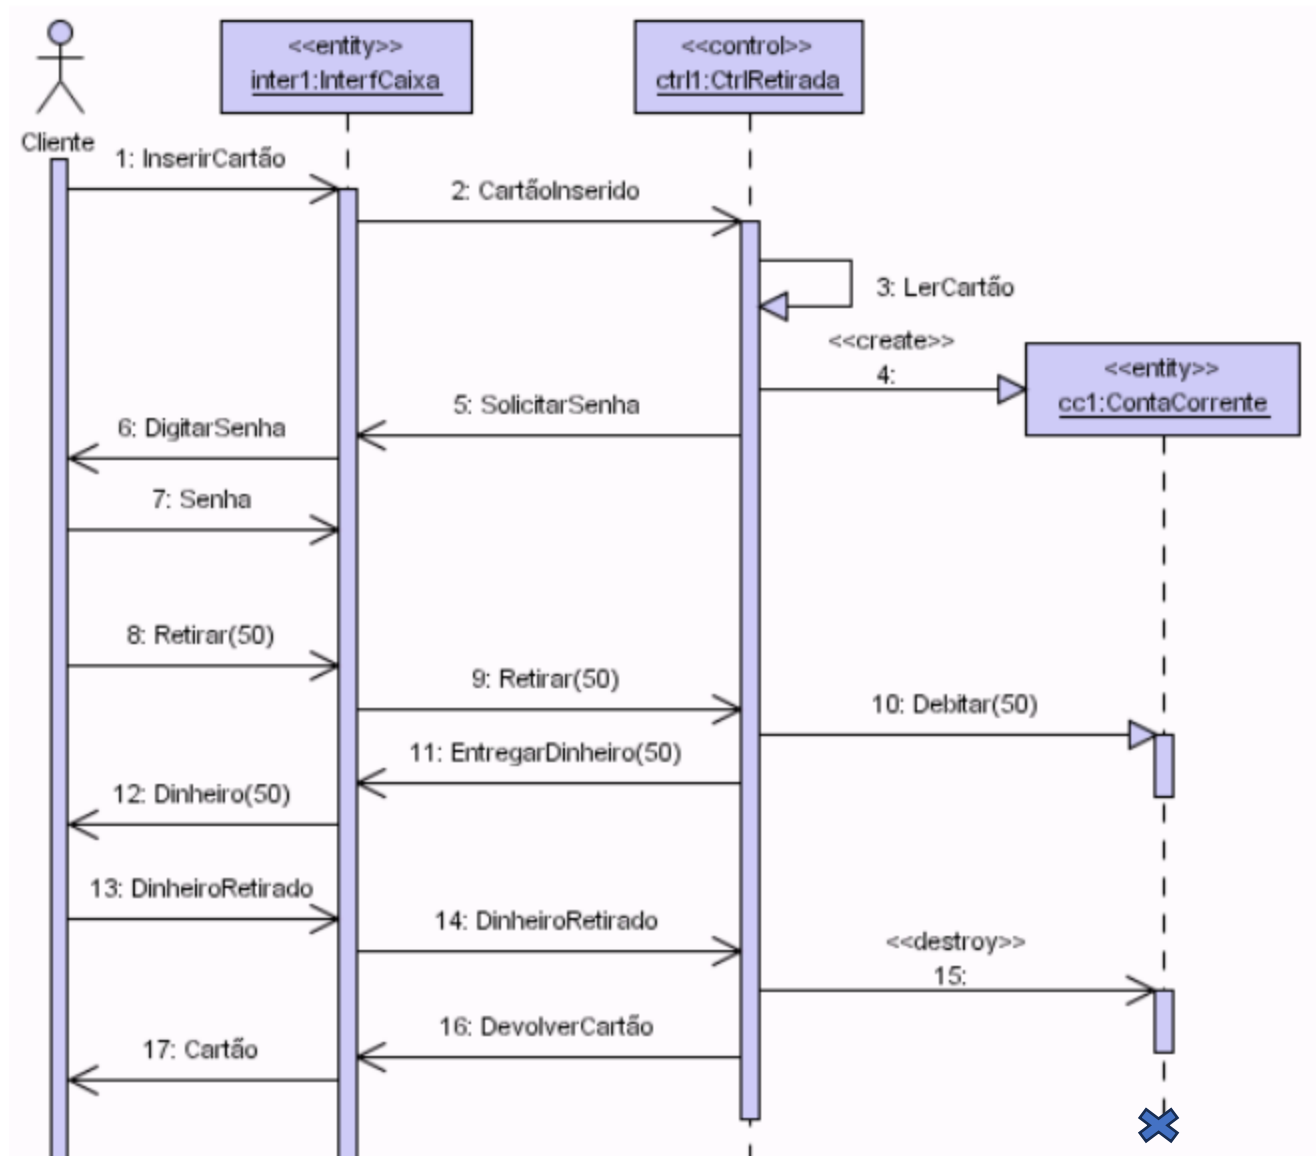 <<entity>>
inter1:InterfCaixa
<<control>>
ctrl1:CtrlRetirada
Cliente
1: InserirCartão
2: CartãoInserido
3: LerCartão
<<create>>
4:
<<entity>>
cc1:ContaCorrente
5: SolicitarSenha
6: DigitarSenha
7: Senha
8: Retirar(50)
9: Retirar(50)
10: Debitar(50)
11: EntregarDinheiro(50)
12: Dinheiro(50)
13: DinheiroRetirado
14: DinheiroRetirado
<<destroy>>
15:
16: DevolverCartão
17: Cartão